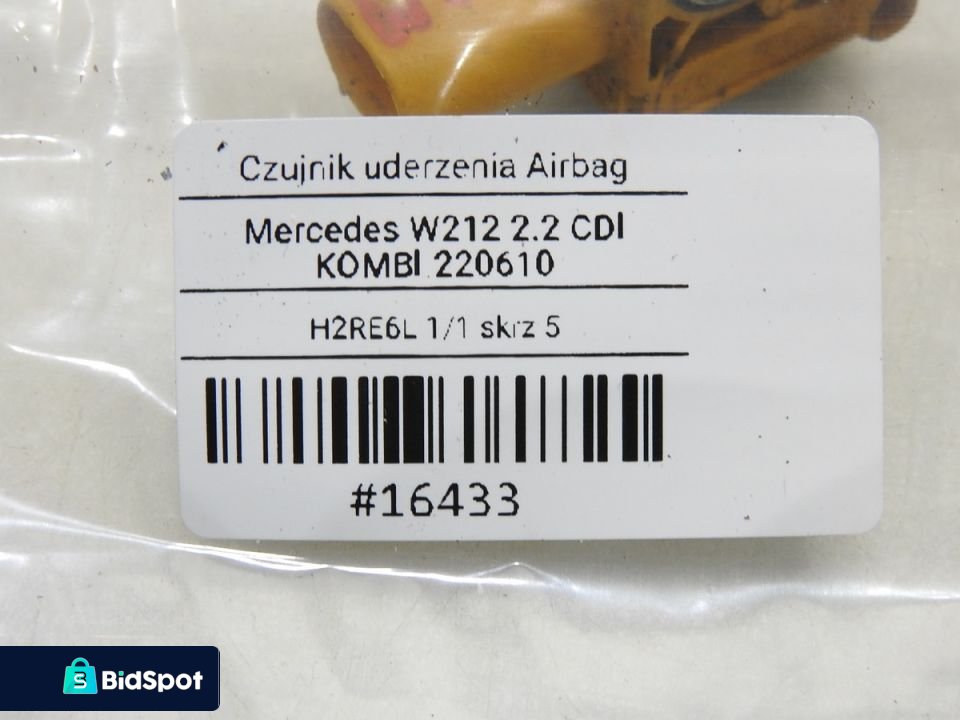 Czujnik uderzenia Airbag
Mercedes W212 2.2 CDI
KOMBI 220610
H2RE6L 1/1 skrz 5
#16433
BidSpot